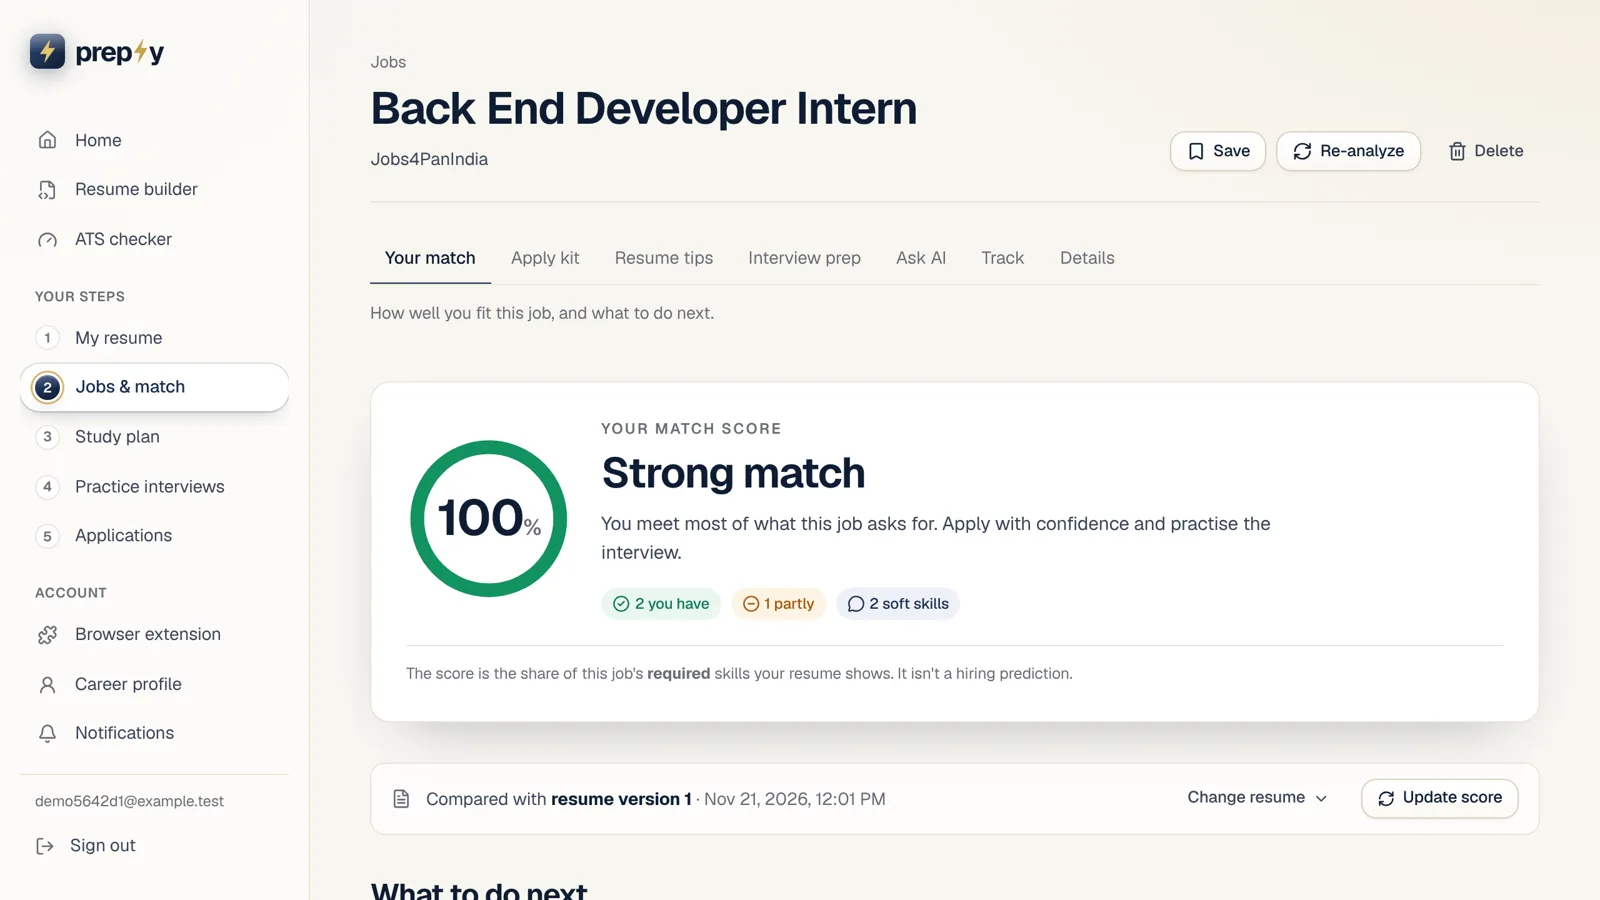 prep y
Home
Resume builder
ATS checker
YOUR STEPS
1 My resume
2 Jobs & match
3 Study plan
4 Practice interviews
5 Applications
ACCOUNT
Browser extension
Career profile
Notifications
demo5642d1@example.test
Sign out
Jobs
Back End Developer Intern
Jobs4PanIndia
Save Re-analyze Delete
Your match Apply kit Resume tips Interview prep Ask AI Track Details
How well you fit this job, and what to do next.
100%
YOUR MATCH SCORE
Strong match
You meet most of what this job asks for. Apply with confidence and practise the
interview.
2 you have 1 partly 2 soft skills
The score is the share of this job's required skills your resume shows. It isn't a hiring prediction.
Compared with resume version 1 · Nov 21, 2026, 12:01 PM Change resume Update score
What to do next